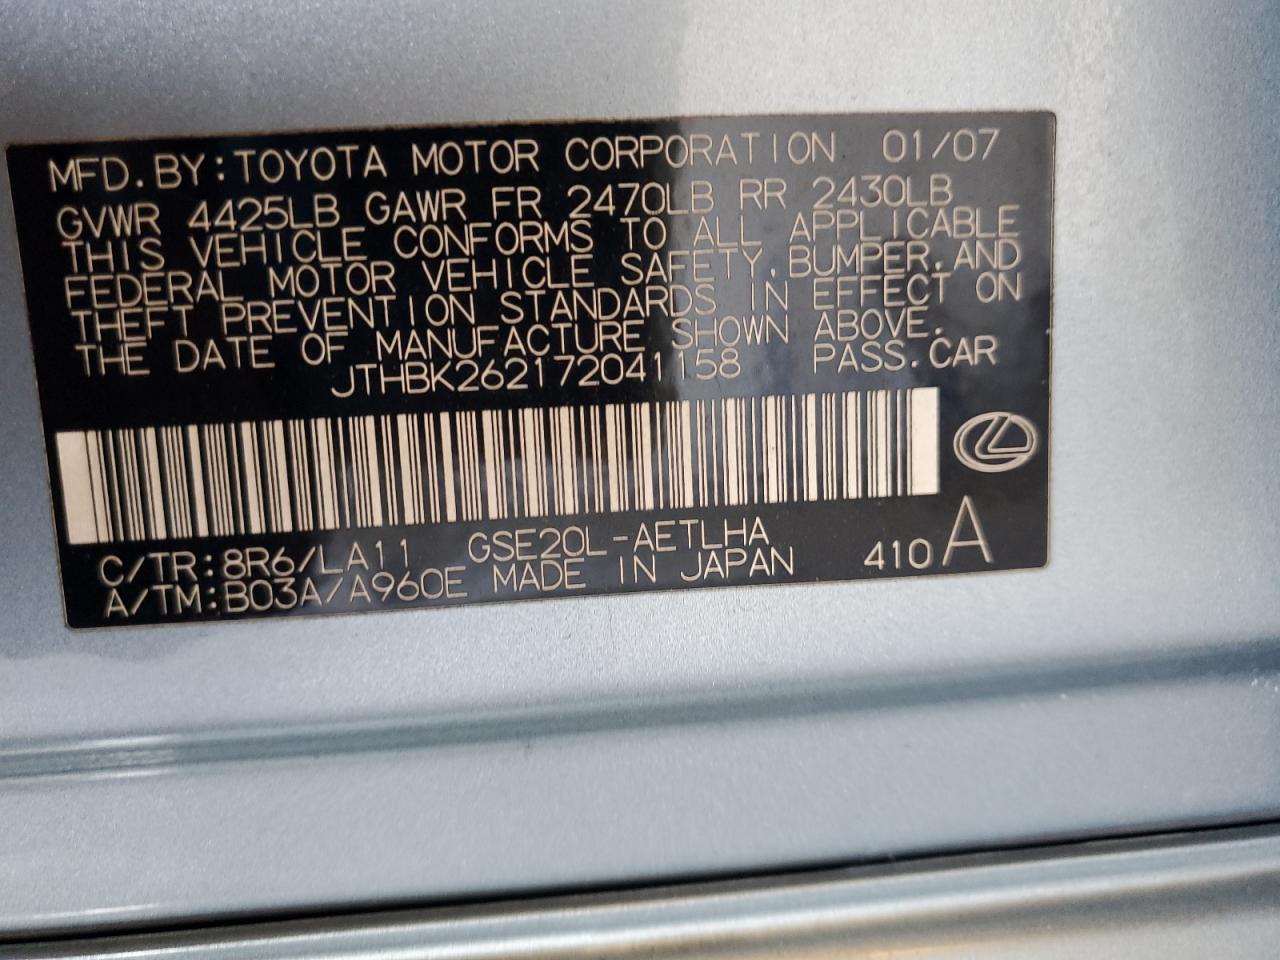 MFD. BY: TOYOTA MOTOR CORPORATION 01/07
GVWR 4425LB GAWR FR 2470LB RR 2430LB
THIS VEHICLE CONFORMS TO ALL APPLICABLE
FEDERAL MOTOR VEHICLE SAFETY, BUMPER, AND
THEFT PREVENTION STANDARDS IN EFFECT ON
THE DATE OF MANUFACTURE SHOWN ABOVE.
JTHBK262172041158 PASS. CAR
C/TR: 8R6/LA11 GSE20L-AETLHA
A/TM: B03A/A960E MADE IN JAPAN 410 A